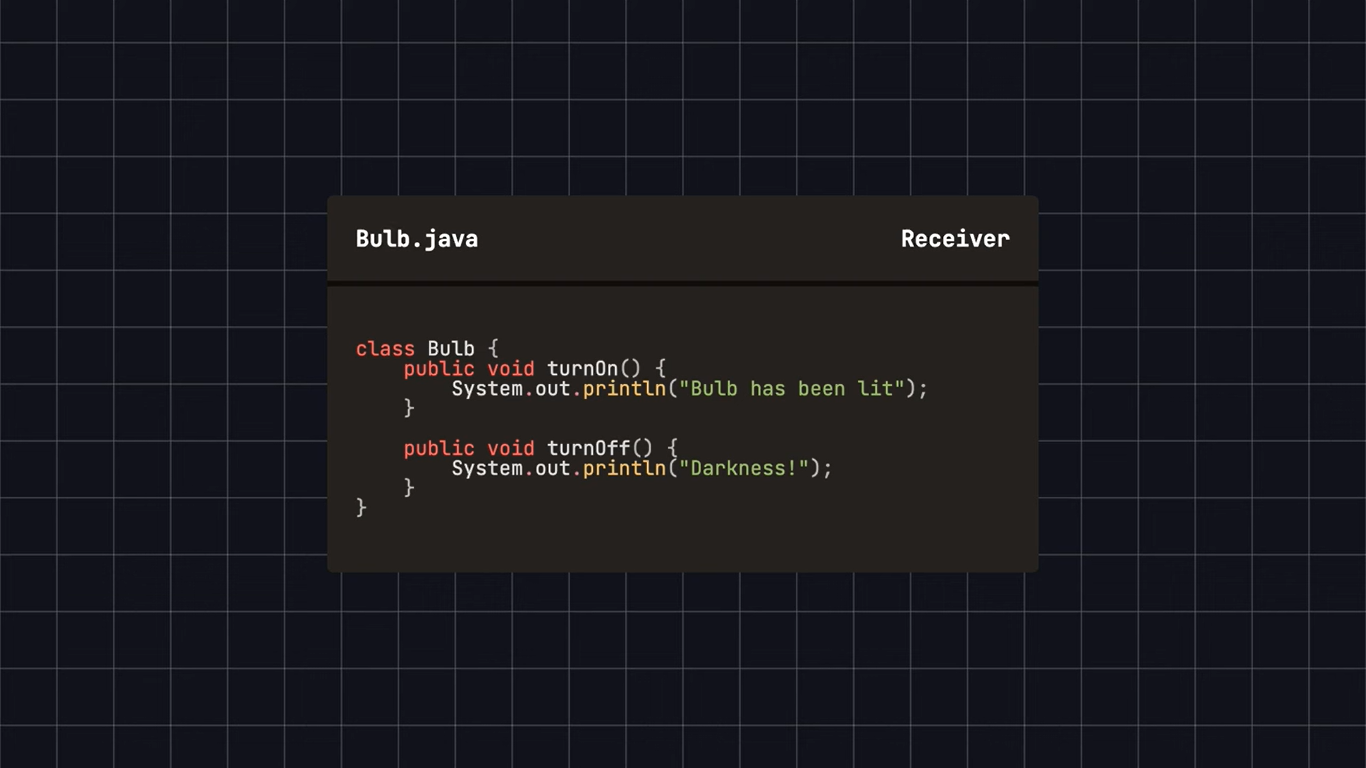 Bulb.java Receiver
class Bulb {
    public void turnOn() {
        System.out.println("Bulb has been lit");
    }

    public void turnOff() {
        System.out.println("Darkness!");
    }
}